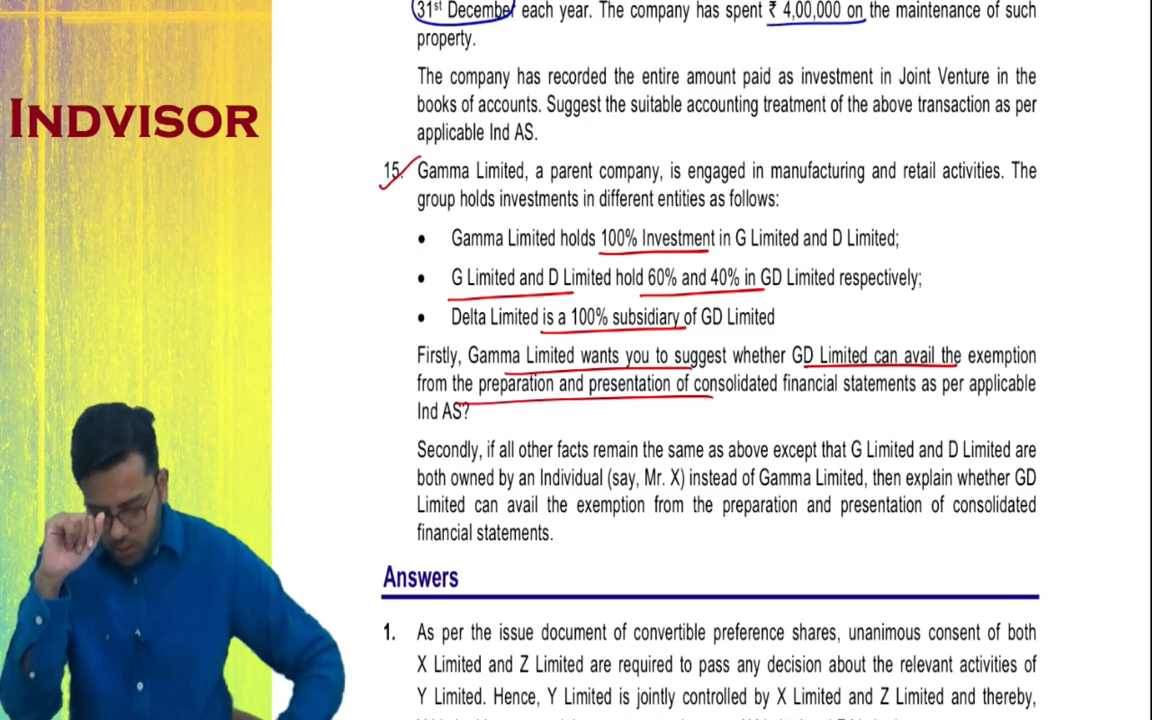 31st December each year. The company has spent ₹ 4,00,000 on the maintenance of such
property.
The company has recorded the entire amount paid as investment in Joint Venture in the
books of accounts. Suggest the suitable accounting treatment of the above transaction as per
applicable Ind AS.
INDVISOR
15. Gamma Limited, a parent company, is engaged in manufacturing and retail activities. The
group holds investments in different entities as follows:
• Gamma Limited holds 100% Investment in G Limited and D Limited;
• G Limited and D Limited hold 60% and 40% in GD Limited respectively;
• Delta Limited is a 100% subsidiary of GD Limited
Firstly, Gamma Limited wants you to suggest whether GD Limited can avail the exemption
from the preparation and presentation of consolidated financial statements as per applicable
Ind AS?
Secondly, if all other facts remain the same as above except that G Limited and D Limited are
both owned by an Individual (say, Mr. X) instead of Gamma Limited, then explain whether GD
Limited can avail the exemption from the preparation and presentation of consolidated
financial statements.
Answers
1. As per the issue document of convertible preference shares, unanimous consent of both
X Limited and Z Limited are required to pass any decision about the relevant activities of
Y Limited. Hence, Y Limited is jointly controlled by X Limited and Z Limited and thereby,